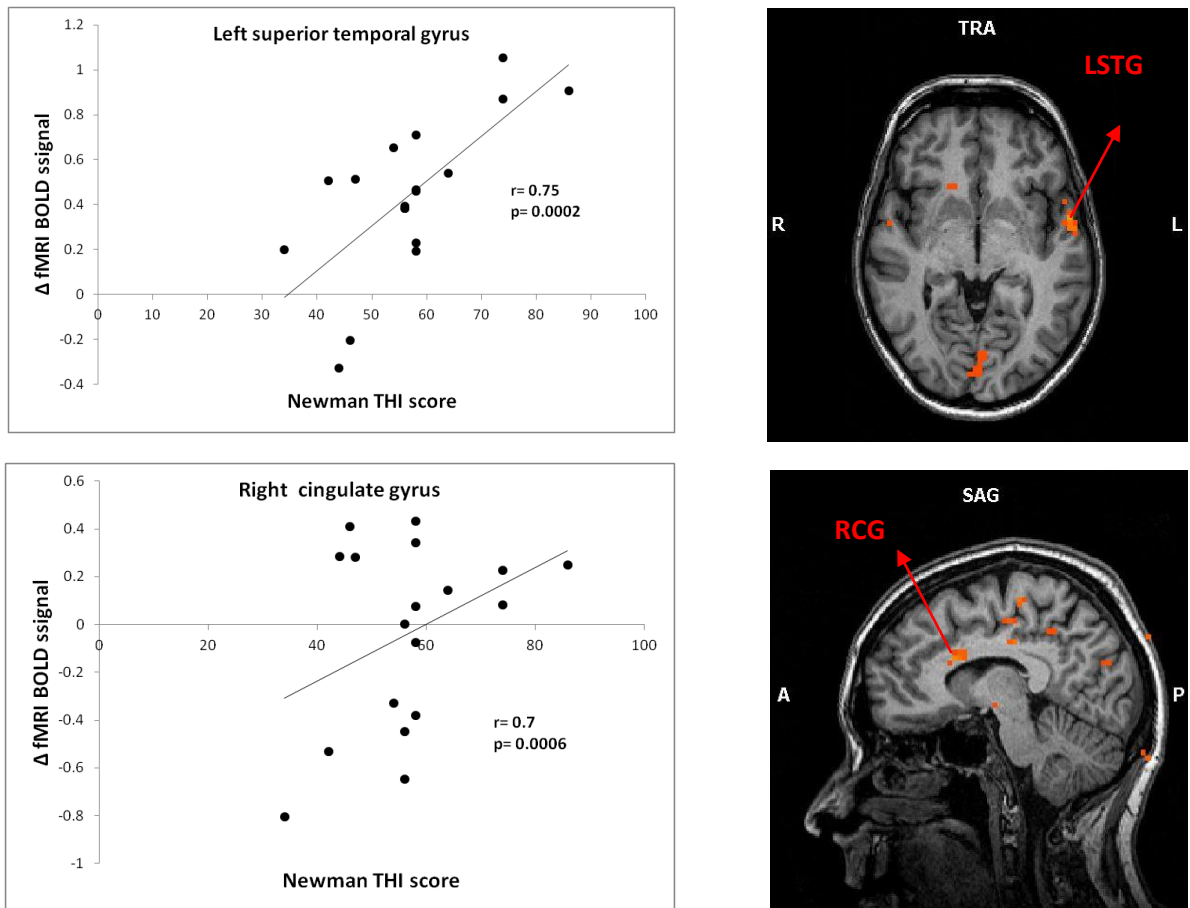 Left superior temporal gyrus
Δ fMRI BOLD ssignal
1.2
1
0.8
0.6
0.4
0.2
0
-0.2
-0.4
0 10 20 30 40 50 60 70 80 90 100
r= 0.75
p= 0.0002
Newman THI score
TRA
LSTG
R
L
Right cingulate gyrus
Δ fMRI BOLD ssignal
0.6
0.4
0.2
0
-0.2
-0.4
-0.6
-0.8
-1
0 20 40 60 80 100
r= 0.7
p= 0.0006
Newman THI score
SAG
RCG
A
P